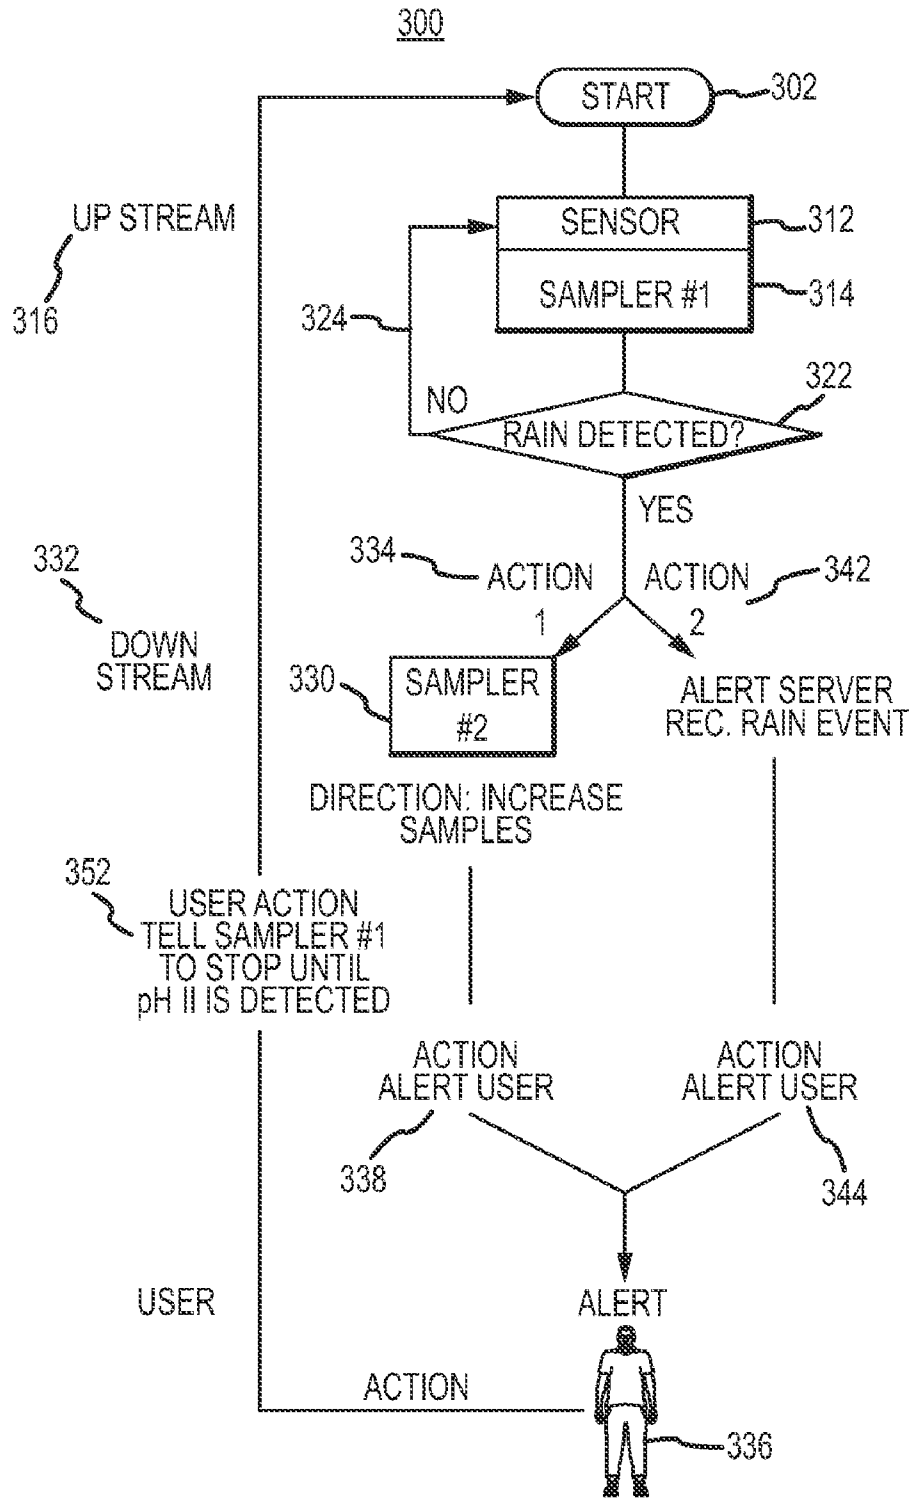 300
START
302
UP STREAM
316
SENSOR
312
SAMPLER #1
314
324
322
NO
RAIN DETECTED?
YES
334
ACTION
1
ACTION
2
342
332
DOWN
STREAM
330
SAMPLER
#2
ALERT SERVER
REC. RAIN EVENT
DIRECTION: INCREASE
SAMPLES
352
USER ACTION
TELL SAMPLER #1
TO STOP UNTIL
pH II IS DETECTED
ACTION
ALERT USER
338
ACTION
ALERT USER
344
USER
ALERT
ACTION
336